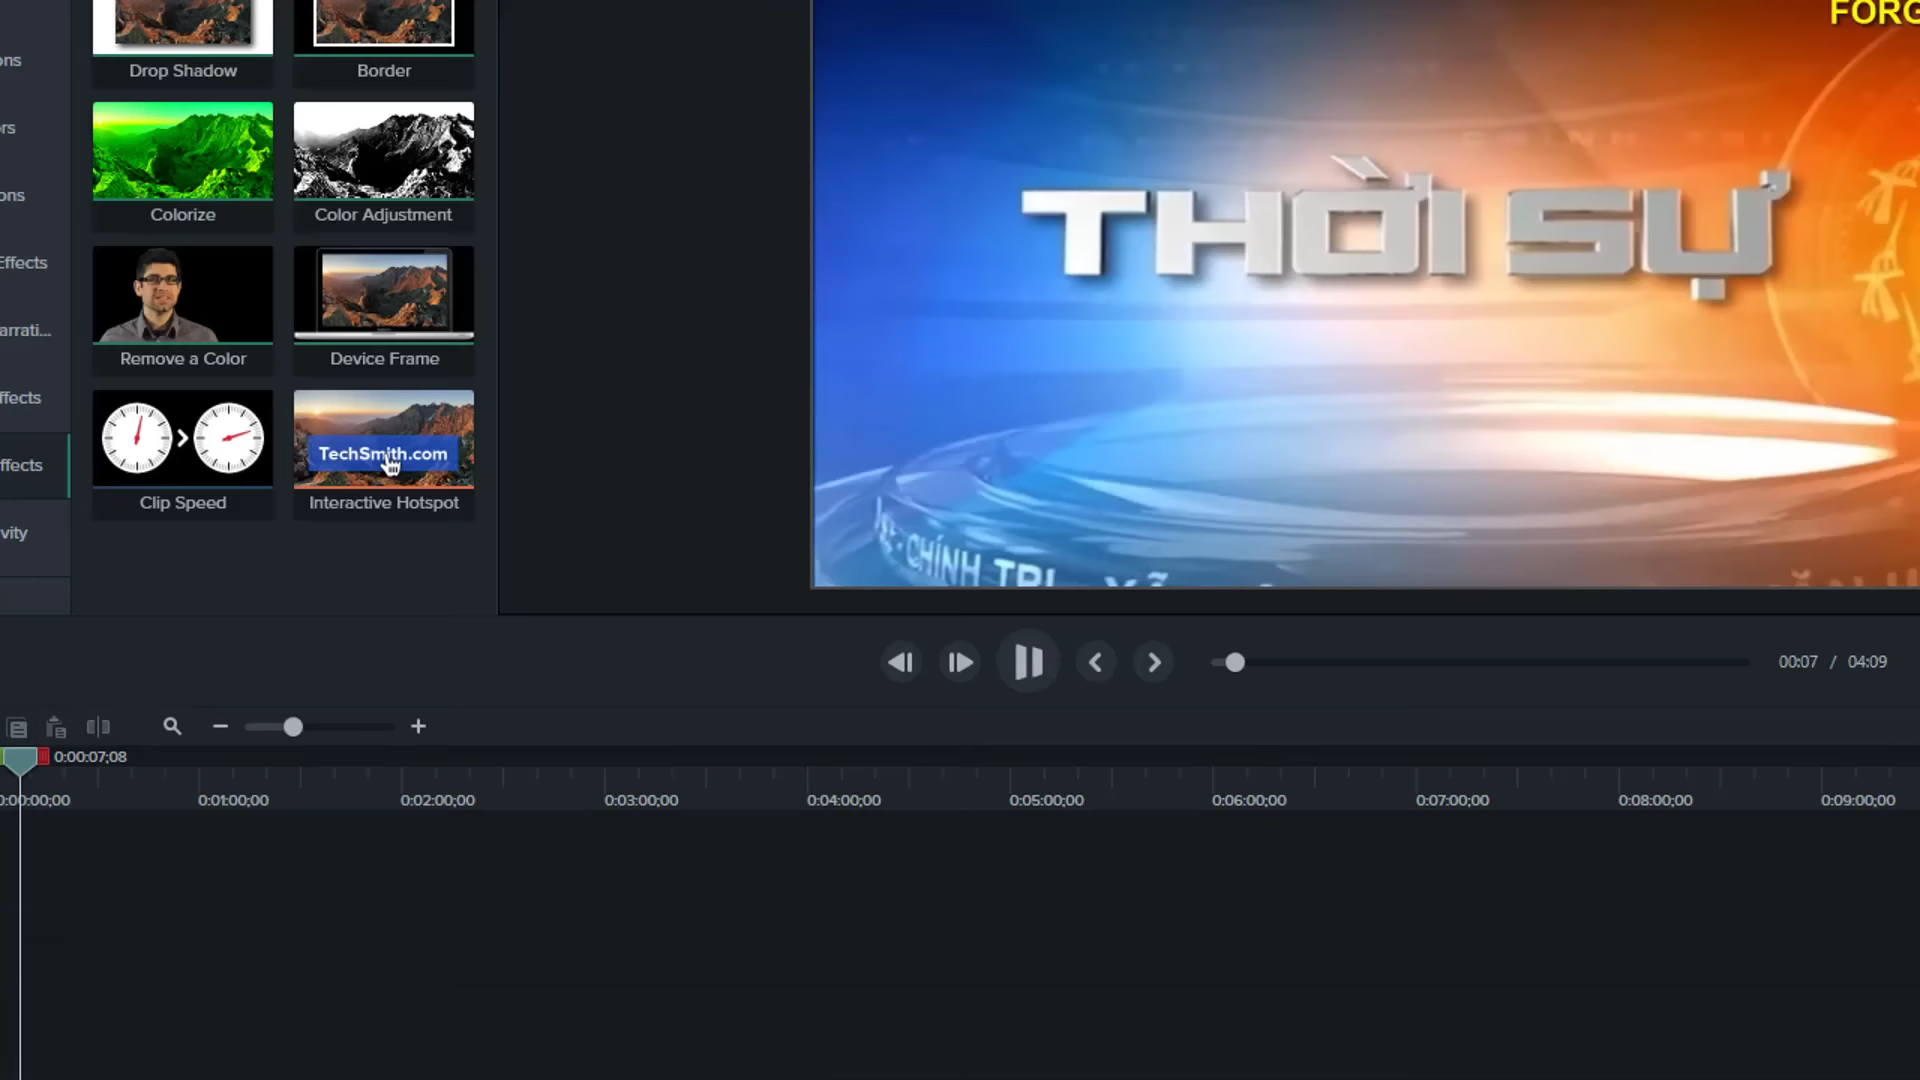 FORG
ons
Drop Shadow
Border
rs
ons
Colorize
Color Adjustment
THỜI SỰ
Effects
arrati...
Remove a Color
Device Frame
ffects
TechSmith.com
ffects
Clip Speed
Interactive Hotspot
vity
CHÍNH TRỊ - XÃ
00:07 / 04:09
0:00:07;08
0:00:00;00
0:01:00;00
0:02:00;00
0:03:00;00
0:04:00;00
0:05:00;00
0:06:00;00
0:07:00;00
0:08:00;00
0:09:00;00